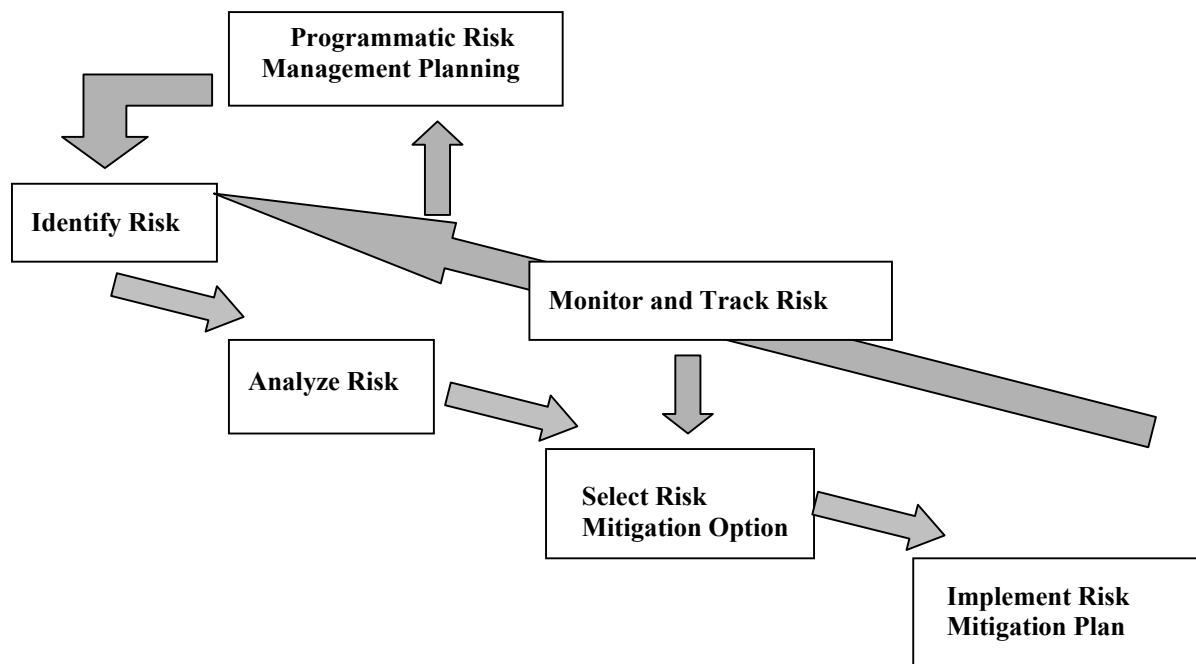 Programmatic Risk
Management Planning
Identify Risk
Monitor and Track Risk
Analyze Risk
Select Risk
Mitigation Option
Implement Risk
Mitigation Plan